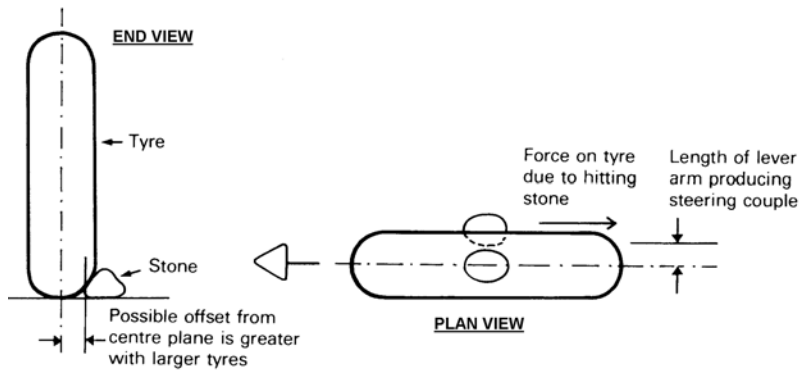 END VIEW
Tyre
Stone
Possible offset from
centre plane is greater
with larger tyres
Force on tyre
due to hitting
stone
Length of lever
arm producing
steering couple
PLAN VIEW